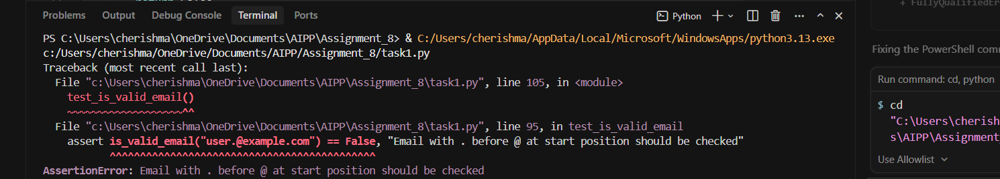 + FullyQualifiedEr
Problems Output Debug Console Terminal Ports
Python
PS C:\Users\cherishma\OneDrive\Documents\AIPP\Assignment_8> & C:/Users/cherishma/AppData/Local/Microsoft/WindowsApps/python3.13.exe
c:/Users/cherishma/OneDrive/Documents/AIPP/Assignment_8/task1.py
Traceback (most recent call last):
  File "c:\Users\cherishma\OneDrive\Documents\AIPP\Assignment_8\task1.py", line 105, in <module>
    test_is_valid_email()
    ~~~~~~~~~~~~~~~~~~~^^
  File "c:\Users\cherishma\OneDrive\Documents\AIPP\Assignment_8\task1.py", line 95, in test_is_valid_email
    assert is_valid_email("user.@example.com") == False, "Email with . before @ at start position should be checked"
           ^^^^^^^^^^^^^^^^^^^^^^^^^^^^^^^^^^^^^^^^^^^^
AssertionError: Email with . before @ at start position should be checked
Fixing the PowerShell com
Run command: cd, python
$ cd
"C:\Users\cherish
s\AIPP\Assignment_
Use Allowlist